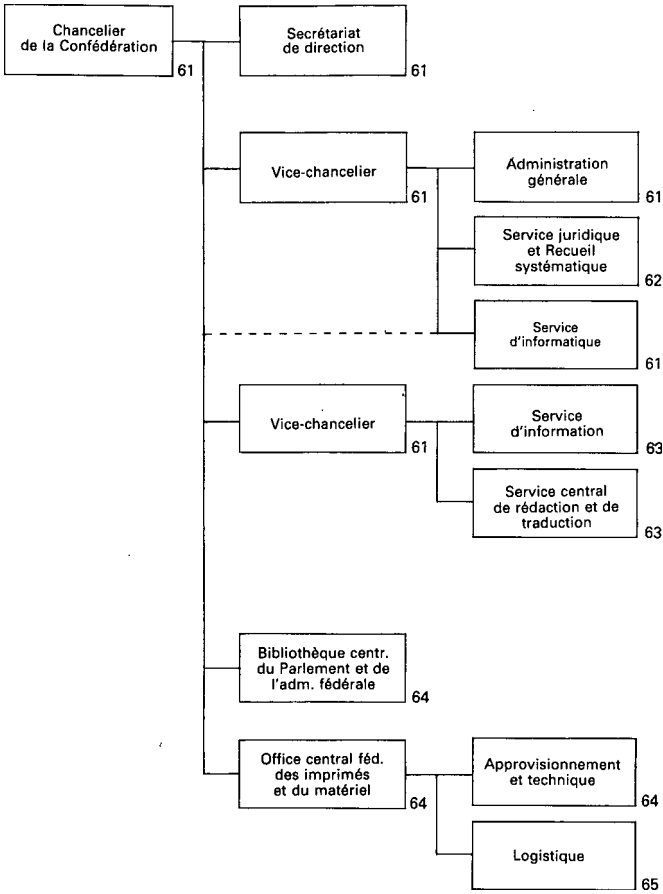 Chancelier
de la Confédération
61
Secrétariat
de direction
61
Vice-chancelier
61
Administration
générale
61
Service juridique
et Recueil
systématique
62
Service
d'informatique
61
Vice-chancelier
61
Service
d'information
63
Service central
de rédaction et de
traduction
63
Bibliothèque centr.
du Parlement et de
l'adm. fédérale
64
Office central féd.
des imprimés
et du matériel
64
Approvisionnement
et technique
64
Logistique
65